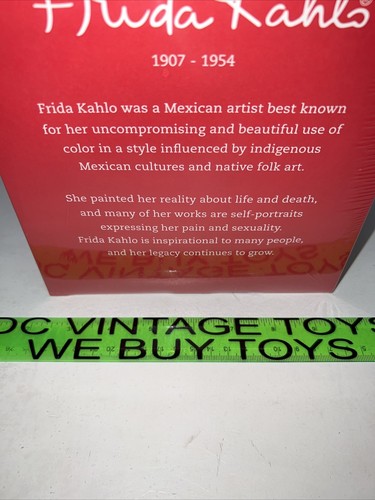 Frida Kahlo
1907 - 1954
Frida Kahlo was a Mexican artist best known
for her uncompromising and beautiful use of
color in a style influenced by indigenous
Mexican cultures and native folk art.
She painted her reality about life and death,
and many of her works are self-portraits
expressing her pain and sexuality.
Frida Kahlo is inspirational to many people,
and her legacy continues to grow.
DC VINTAGE TOYS
WE BUY TOYS